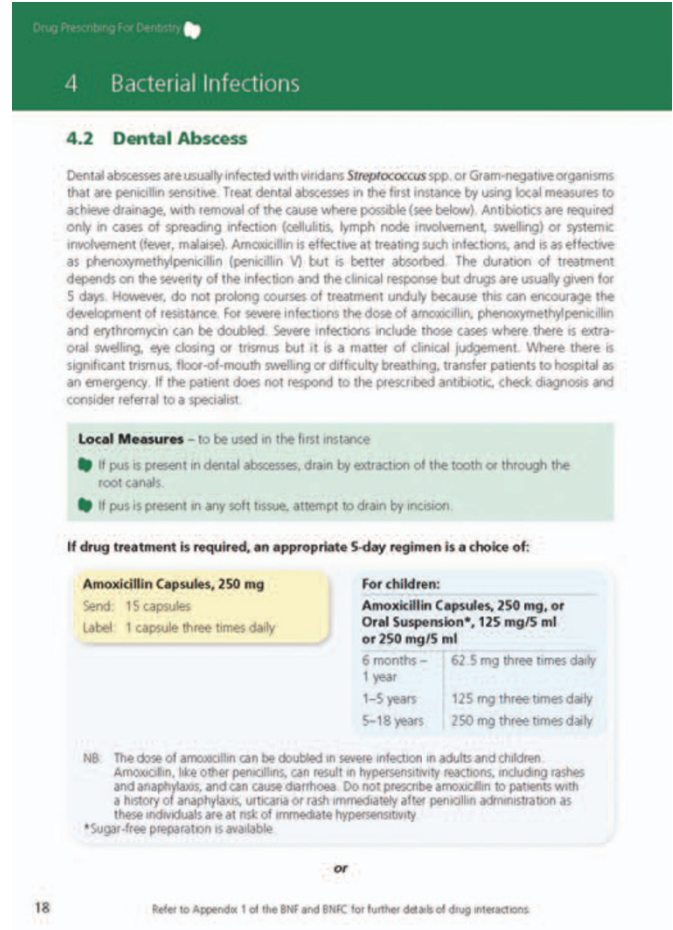 Drug Prescribing For Dentistry
4 Bacterial Infections
4.2 Dental Abscess
Dental abscesses are usually infected with viridans Streptococcus spp. or Gram-negative organisms
that are penicillin sensitive. Treat dental abscesses in the first instance by using local measures to
achieve drainage, with removal of the cause where possible (see below). Antibiotics are required
only in cases of spreading infection (cellulitis, lymph node involvement, swelling) or systemic
involvement (fever, malaise). Amoxicillin is effective at treating such infections, and is as effective
as phenoxymethylpenicillin (penicillin V) but is better absorbed. The duration of treatment
depends on the severity of the infection and the clinical response but drugs are usually given for
5 days. However, do not prolong courses of treatment unduly because this can encourage the
development of resistance. For severe infections the dose of amoxicillin, phenoxymethylpenicillin
and erythromycin can be doubled. Severe infections include those cases where there is extra-
oral swelling, eye closing or trismus but it is a matter of clinical judgement. Where there is
significant trismus, floor-of-mouth swelling or difficulty breathing, transfer patients to hospital as
an emergency. If the patient does not respond to the prescribed antibiotic, check diagnosis and
consider referral to a specialist.
Local Measures – to be used in the first instance
If pus is present in dental abscesses, drain by extraction of the tooth or through the
root canals.
If pus is present in any soft tissue, attempt to drain by incision.
If drug treatment is required, an appropriate 5-day regimen is a choice of:
Amoxicillin Capsules, 250 mg
Send: 15 capsules
Label: 1 capsule three times daily
For children:
Amoxicillin Capsules, 250 mg, or
Oral Suspension*, 125 mg/5 ml
or 250 mg/5 ml
6 months – 62.5 mg three times daily
1 year
1–5 years 125 mg three times daily
5–18 years 250 mg three times daily
NB: The dose of amoxicillin can be doubled in severe infection in adults and children.
Amoxicillin, like other penicillins, can result in hypersensitivity reactions, including rashes
and anaphylaxis, and can cause diarrhoea. Do not prescribe amoxicillin to patients with
a history of anaphylaxis, urticaria or rash immediately after penicillin administration as
these individuals are at risk of immediate hypersensitivity.
*Sugar-free preparation is available.
or
18
Refer to Appendix 1 of the BNF and BNFC for further details of drug interactions